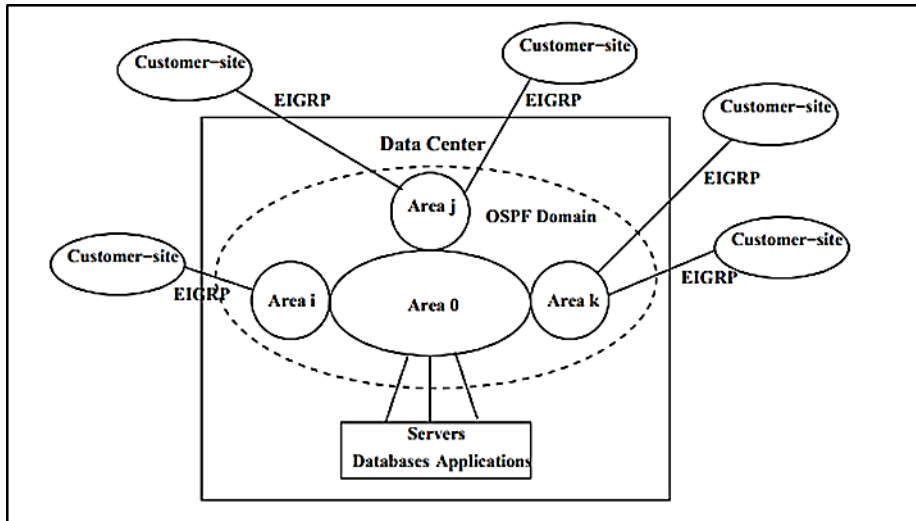 Customer-site
Customer-site
EIGRP
EIGRP
Customer-site
Data Center
EIGRP
Area j
OSPF Domain
Customer-site
Customer-site
EIGRP
EIGRP
Area i
Area 0
Area k
Servers
Databases Applications